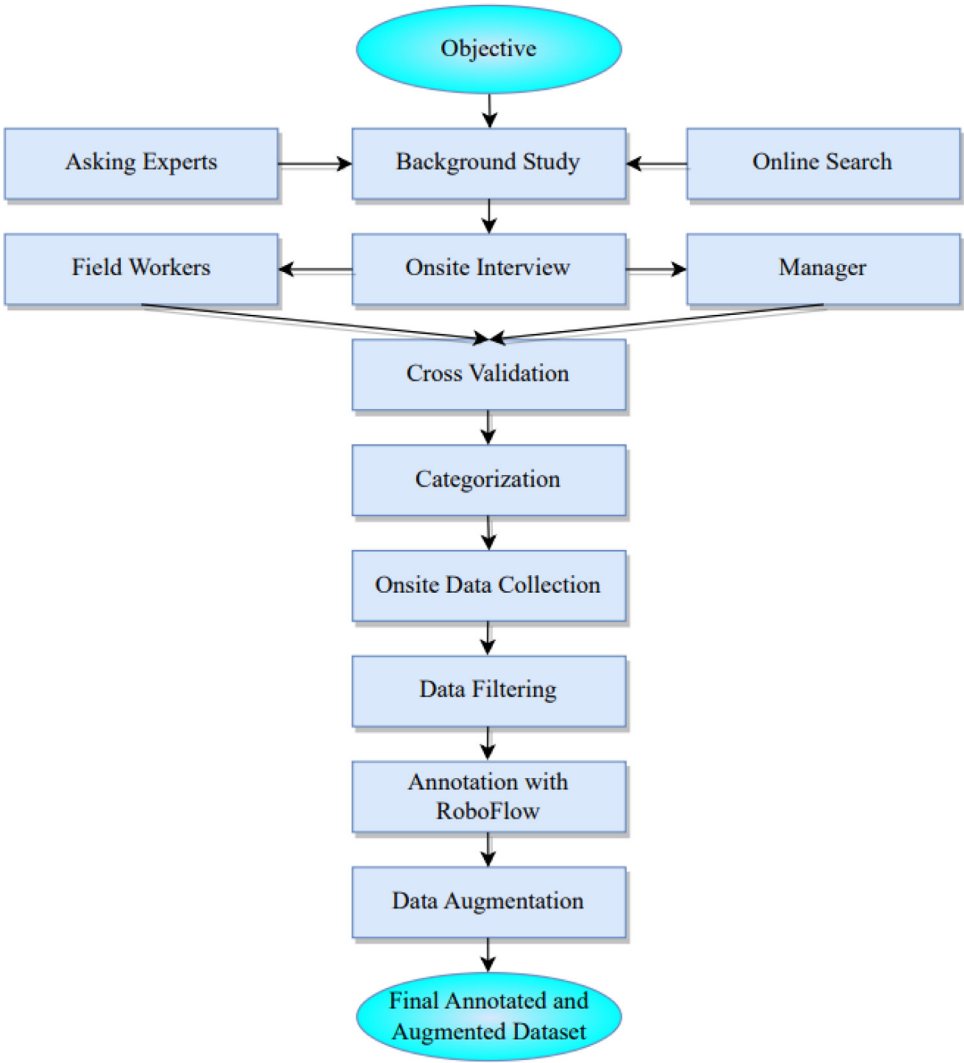 Objective
Asking Experts
Background Study
Online Search
Field Workers
Onsite Interview
Manager
Cross Validation
Categorization
Onsite Data Collection
Data Filtering
Annotation with
RoboFlow
Data Augmentation
Final Annotated and
Augmented Dataset